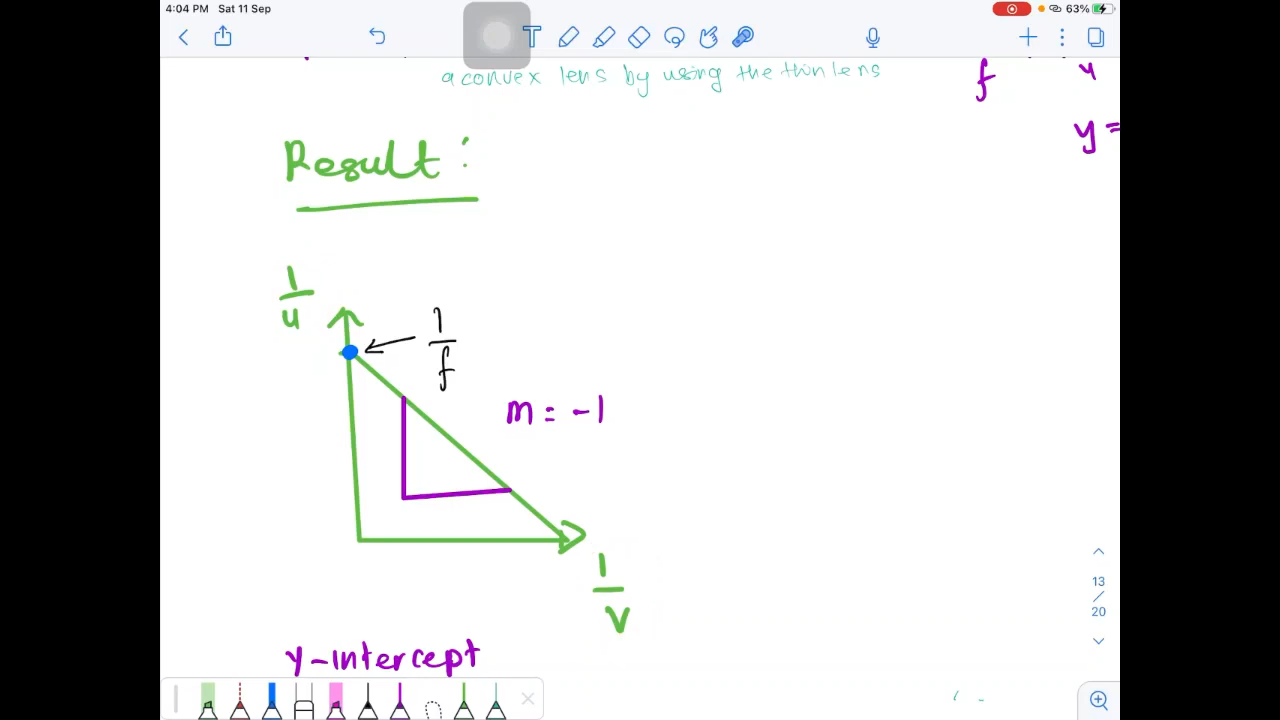 4:04 PM Sat 11 Sep
63%
T
a convex lens by using the thin lens
f
u
y =
Result :
1
u
1
f
m = -1
1
v
y-intercept
13
/
20